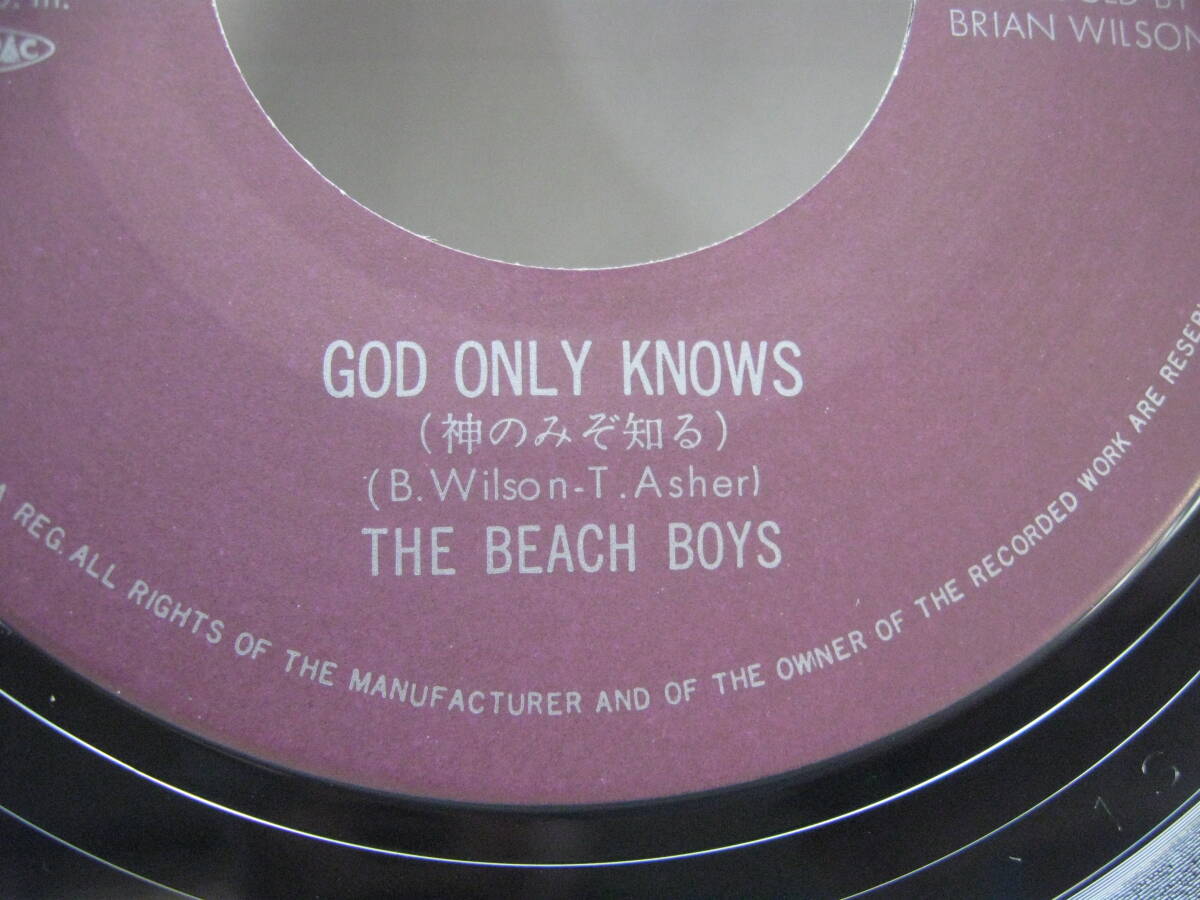 BRIAN WILSON
GOD ONLY KNOWS
(神のみぞ知る)
(B.Wilson-T.Asher)
THE BEACH BOYS
REG. ALL RIGHTS OF THE MANUFACTURER AND OF THE OWNER OF THE RECORDED WORK ARE
1 S